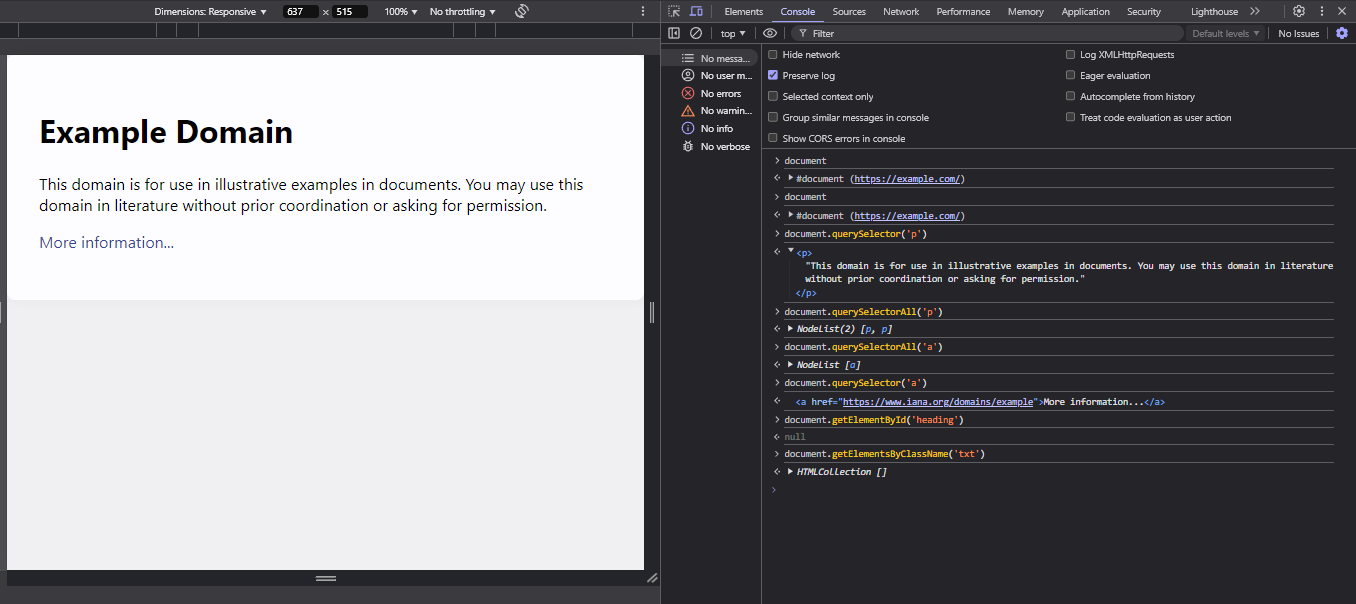 Dimensions: Responsive ▼ 637 × 515 100% ▼ No throttling ▼
Elements Console Sources Network Performance Memory Application Security Lighthouse
top ▼ Filter Default levels ▼ No Issues
Example Domain
This domain is for use in illustrative examples in documents. You may use this
domain in literature without prior coordination or asking for permission.
More information...
No messa...
No user m...
No errors
No warnin...
No info
No verbose
Hide network Log XMLHttpRequests
Preserve log Eager evaluation
Selected context only Autocomplete from history
Group similar messages in console Treat code evaluation as user action
Show CORS errors in console
document
#document (https://example.com/)
document
#document (https://example.com/)
document.querySelector('p')
<p>
"This domain is for use in illustrative examples in documents. You may use this domain in literature
without prior coordination or asking for permission."
</p>
document.querySelectorAll('p')
NodeList(2) [p, p]
document.querySelectorAll('a')
NodeList [a]
document.querySelector('a')
<a href="https://www.iana.org/domains/example">More information...</a>
document.getElementById('heading')
null
document.getElementsByClassName('txt')
HTMLCollection []